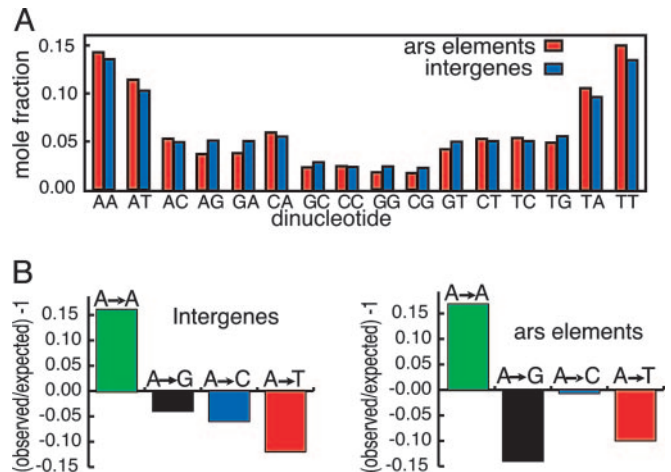 A
mole fraction
0.15
0.10
0.05
0.00
ars elements
intergenes
AA AT AC AG GA CA GC CC GG CG GT CT TC TG TA TT
dinucleotide
B
(observed/expected) -1
0.15
0.10
0.05
0.00
-0.05
-0.10
-0.15
A→A
Intergenes
A→G A→C A→T
(observed/expected) -1
0.15
0.10
0.05
-0.00
-0.05
-0.10
-0.15
A→A
ars elements
A→G A→C A→T